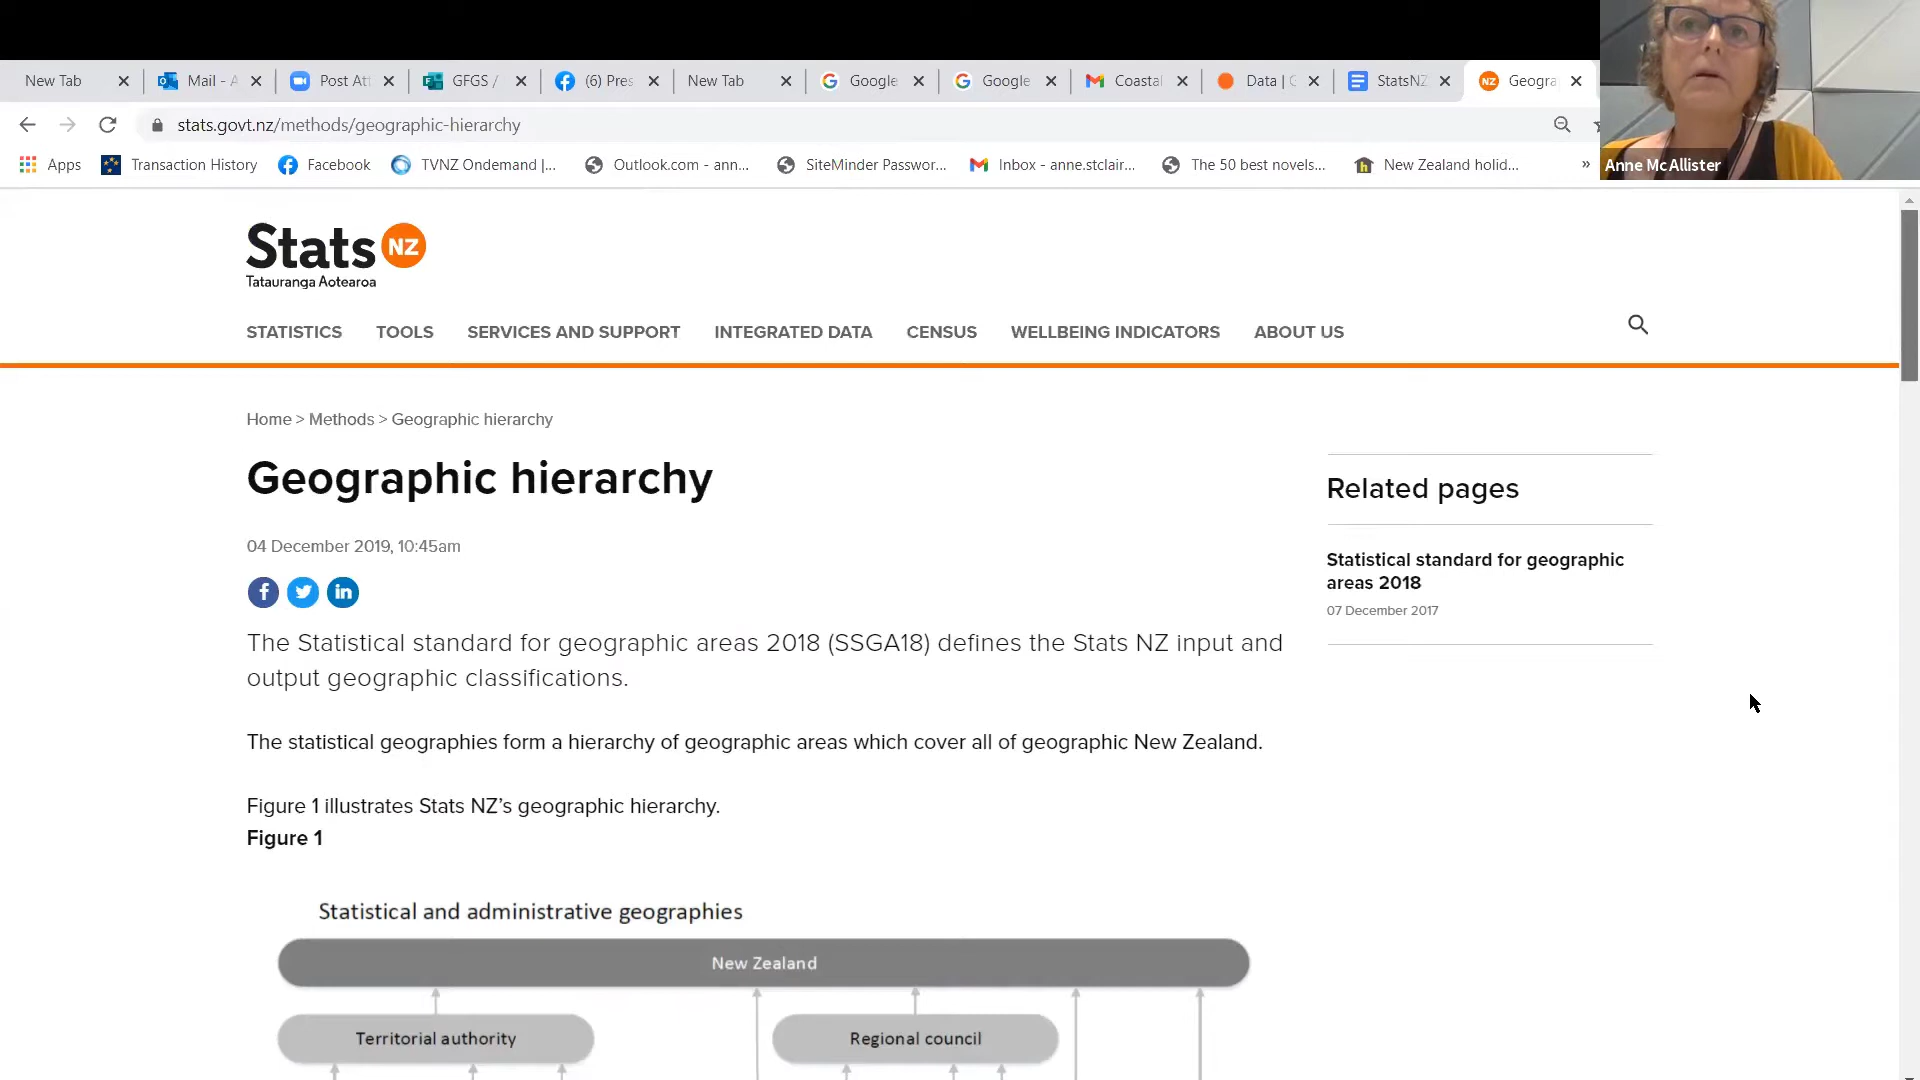 New Tab
Mail - A
Post Att
GFGS /
(6) Pres
New Tab
Google
Google
Coastal
Data | G
StatsNZ
Geogra
stats.govt.nz/methods/geographic-hierarchy
Apps
Transaction History
Facebook
TVNZ Ondemand |...
Outlook.com - ann...
SiteMinder Passwor...
Inbox - anne.stclair...
The 50 best novels...
New Zealand holid...
»
Anne McAllister
Stats NZ
Tatauranga Aotearoa
STATISTICS
TOOLS
SERVICES AND SUPPORT
INTEGRATED DATA
CENSUS
WELLBEING INDICATORS
ABOUT US
Home > Methods > Geographic hierarchy
Geographic hierarchy
04 December 2019, 10:45am
The Statistical standard for geographic areas 2018 (SSGA18) defines the Stats NZ input and
output geographic classifications.
The statistical geographies form a hierarchy of geographic areas which cover all of geographic New Zealand.
Figure 1 illustrates Stats NZ’s geographic hierarchy.
Figure 1
Statistical and administrative geographies
New Zealand
Territorial authority
Regional council
Related pages
Statistical standard for geographic
areas 2018
07 December 2017